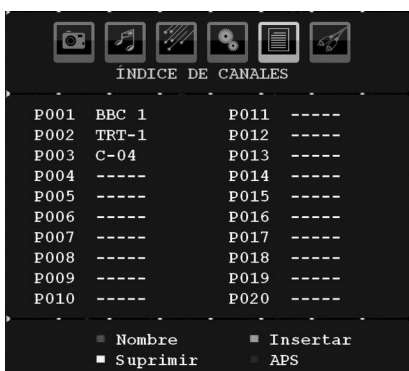 ÍNDICE DE CANALES
P001 BBC 1 P011 -----
P002 TRT-1 P012 -----
P003 C-04 P013 -----
P004 ----- P014 -----
P005 ----- P015 -----
P006 ----- P016 -----
P007 ----- P017 -----
P008 ----- P018 -----
P009 ----- P019 -----
P010 ----- P020 -----
Nombre Insertar
Suprimir APS